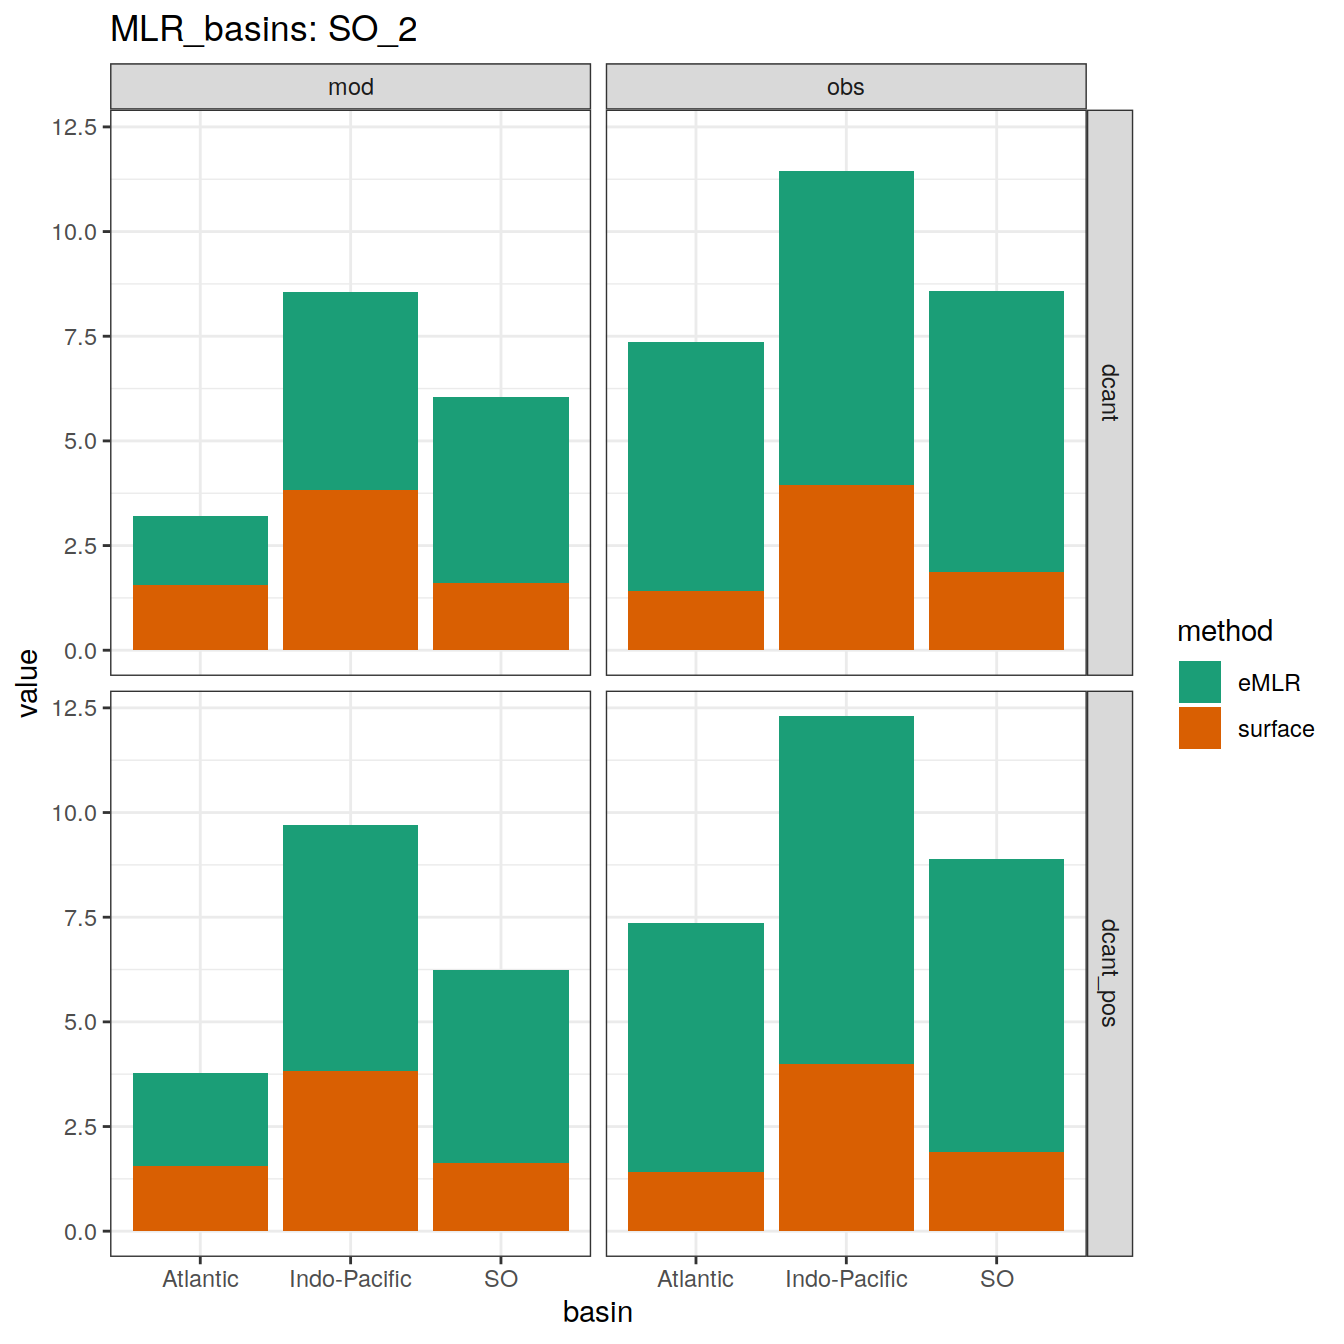 MLR_basins: SO_2
mod
obs
12.5
10.0
7.5
5.0
2.5
0.0
dcant
12.5
10.0
7.5
5.0
2.5
0.0
dcant_pos
value
Atlantic
Indo-Pacific
SO
Atlantic
Indo-Pacific
SO
basin
method
eMLR
surface